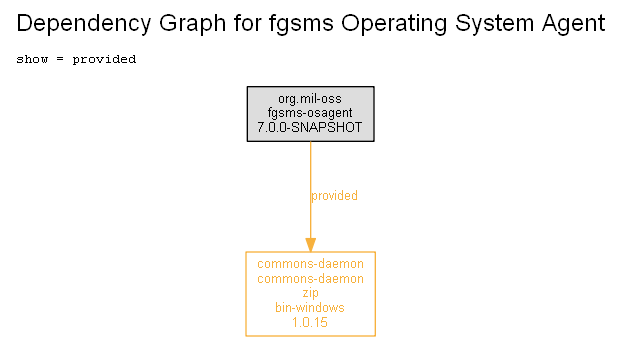 Dependency Graph for fgsms Operating System Agent
show = provided
org.mil-oss
fgsms-osagent
7.0.0-SNAPSHOT
provided
commons-daemon
commons-daemon
zip
bin-windows
1.0.15